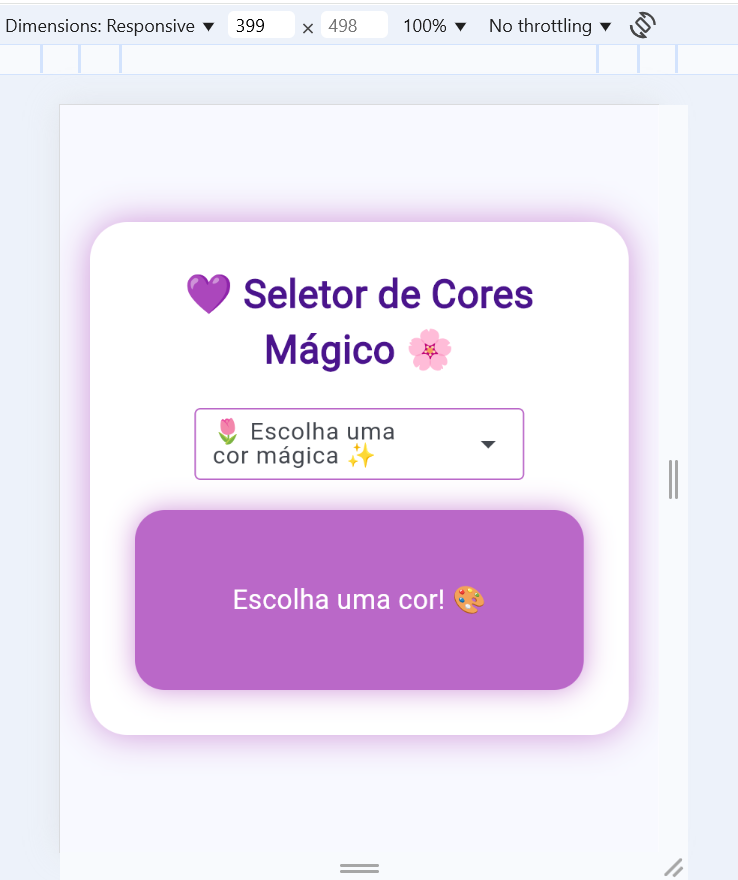 Dimensions: Responsive ▼ 399 × 498 100% ▼ No throttling ▼
💜 Seletor de Cores
Mágico 🌸
🌷 Escolha uma
cor mágica ✨
Escolha uma cor! 🎨